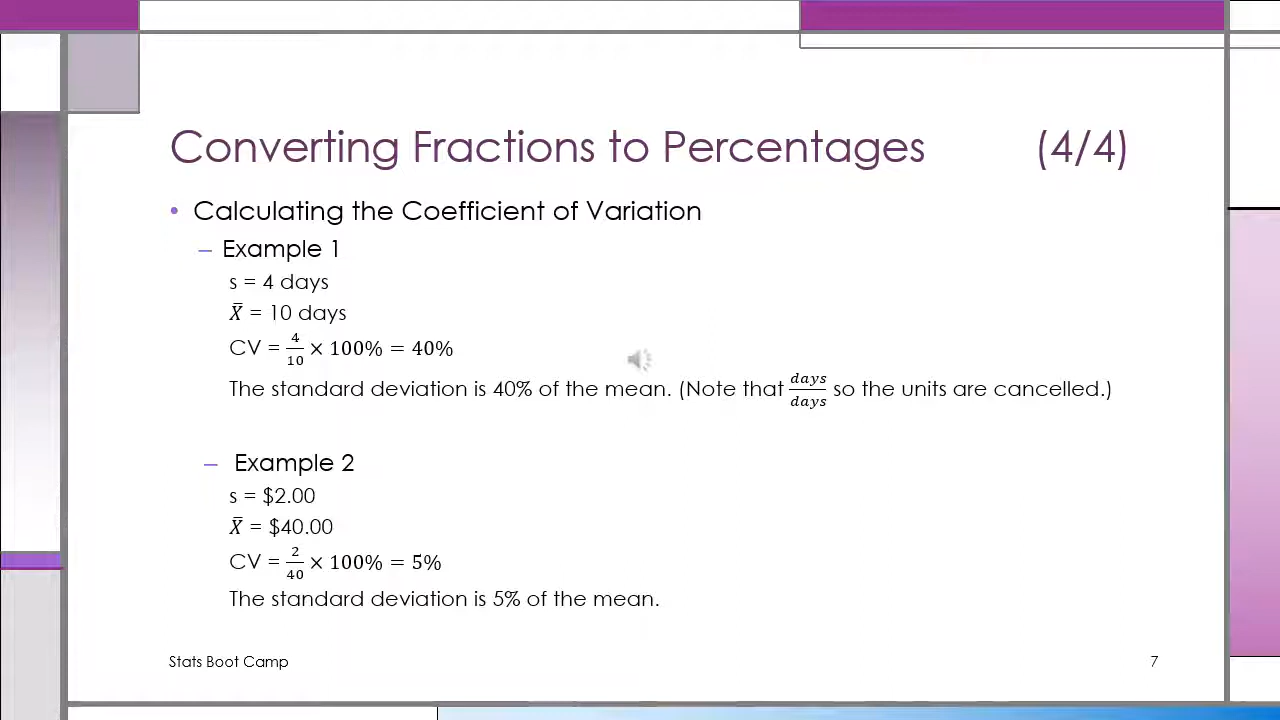 Converting Fractions to Percentages (4/4)
• Calculating the Coefficient of Variation
– Example 1
s = 4 days
X̄ = 10 days
CV = 4/10 × 100% = 40%
The standard deviation is 40% of the mean. (Note that days/days so the units are cancelled.)
– Example 2
s = $2.00
X̄ = $40.00
CV = 2/40 × 100% = 5%
The standard deviation is 5% of the mean.
Stats Boot Camp 7